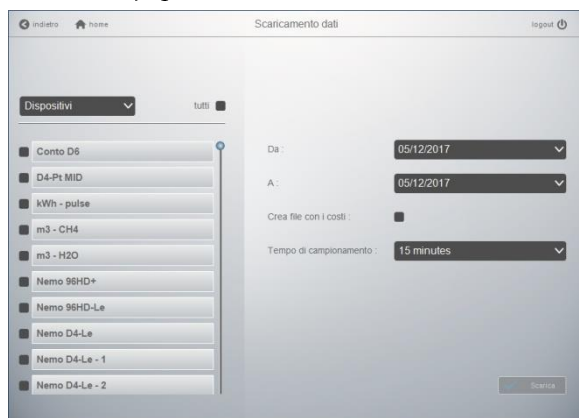 indietro home Scaricamento dati logout
Dispositivi tutti
Conto D6
D4-Pt MID
kWh - pulse
m3 - CH4
m3 - H2O
Nemo 96HD+
Nemo 96HD-Le
Nemo D4-Le
Nemo D4-Le - 1
Nemo D4-Le - 2
Da : 05/12/2017
A : 05/12/2017
Crea file con i costi :
Tempo di campionamento : 15 minutes
Scarica